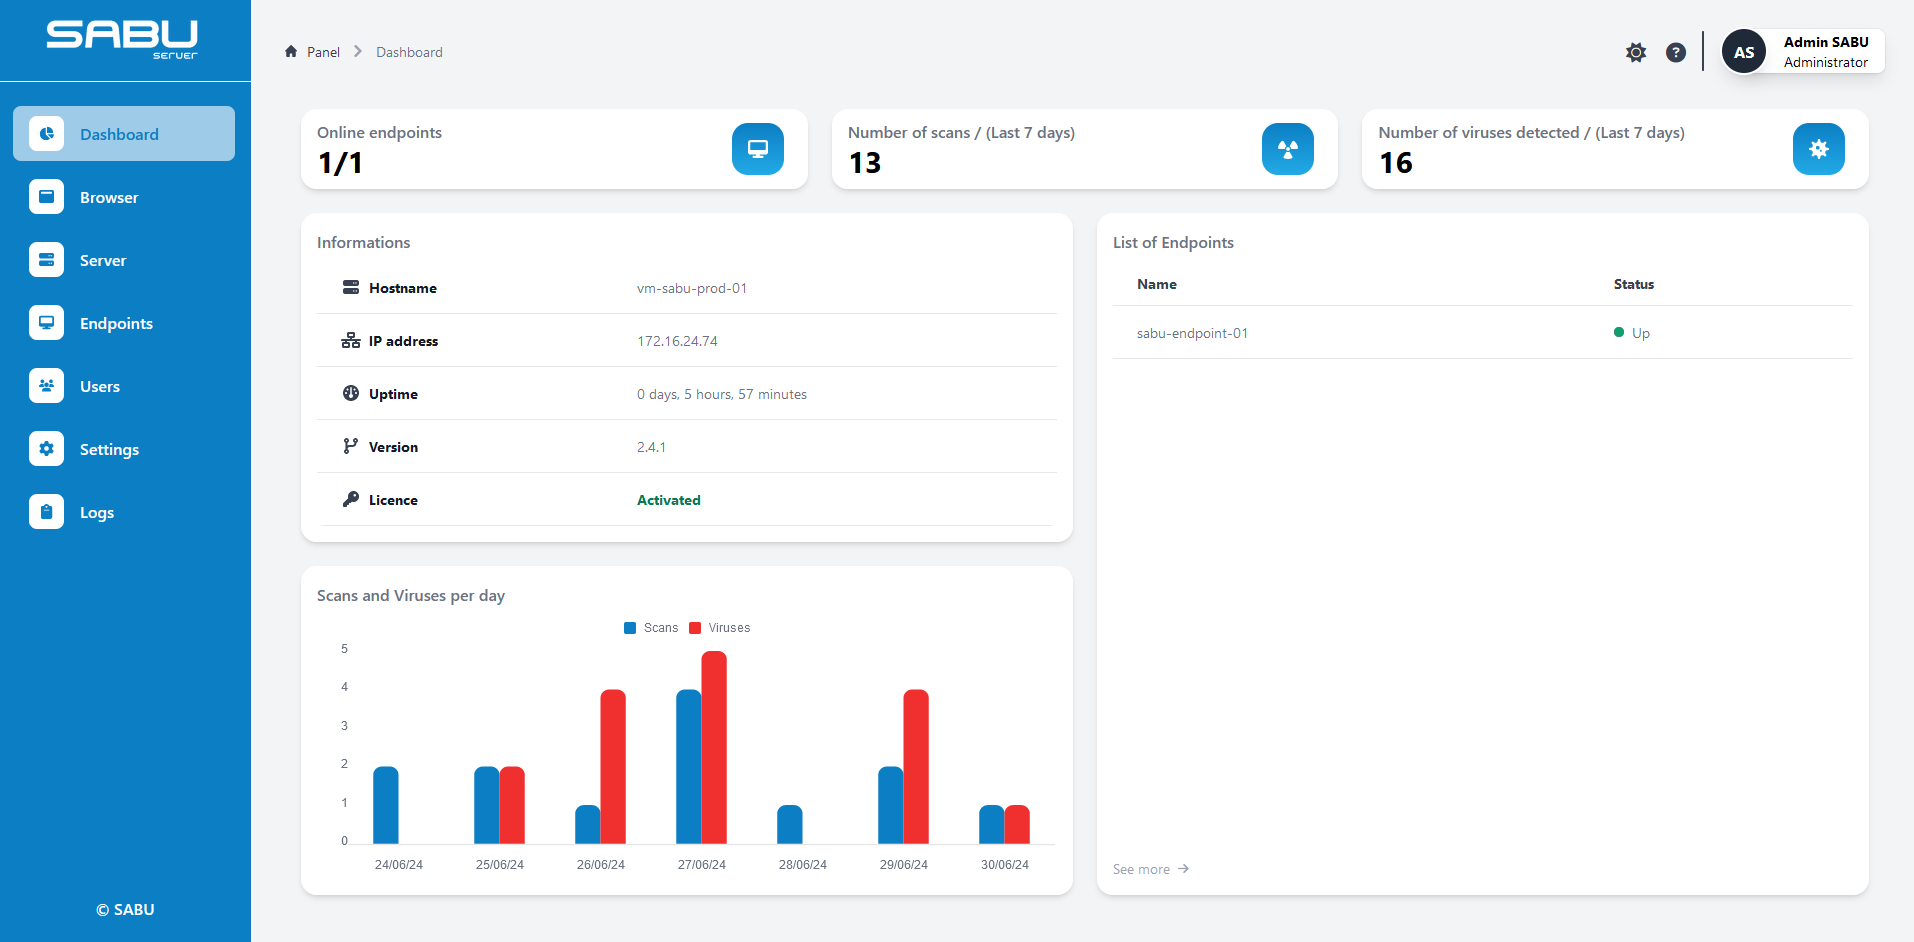 SABU
server
Panel
Dashboard
AS
Admin SABU
Administrator
Dashboard
Browser
Server
Endpoints
Users
Settings
Logs
© SABU
Online endpoints
1/1
Number of scans / (Last 7 days)
13
Number of viruses detected / (Last 7 days)
16
Informations
Hostname vm-sabu-prod-01
IP address 172.16.24.74
Uptime 0 days, 5 hours, 57 minutes
Version 2.4.1
Licence Activated
List of Endpoints
Name Status
sabu-endpoint-01 Up
See more
Scans and Viruses per day
Scans Viruses
5
4
3
2
1
0
24/06/24 25/06/24 26/06/24 27/06/24 28/06/24 29/06/24 30/06/24